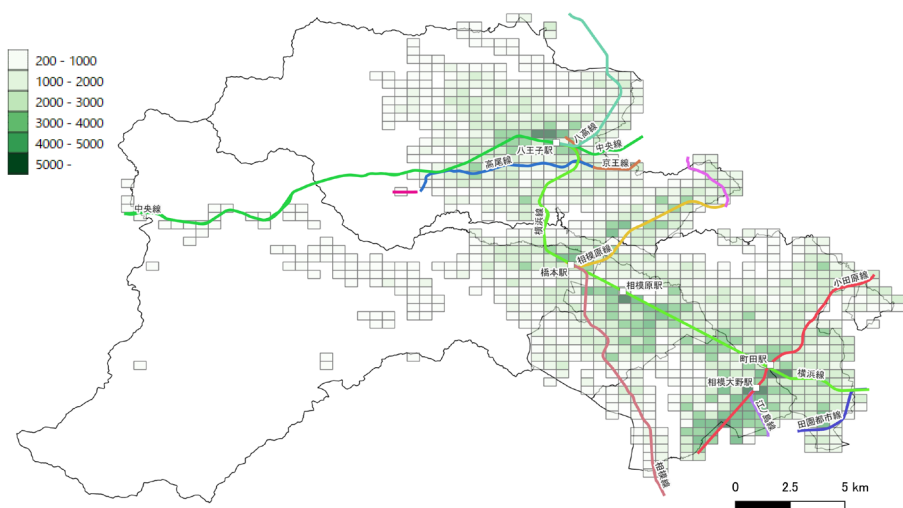 200 - 1000
1000 - 2000
2000 - 3000
3000 - 4000
4000 - 5000
5000 -
八高線
中央線
八王子駅
高尾線
京王線
中央線
横浜線
相模原線
橋本駅
相模原駅
小田原線
町田駅
横浜線
相模大野駅
江ノ島線
田園都市線
相模線
0 2.5 5 km